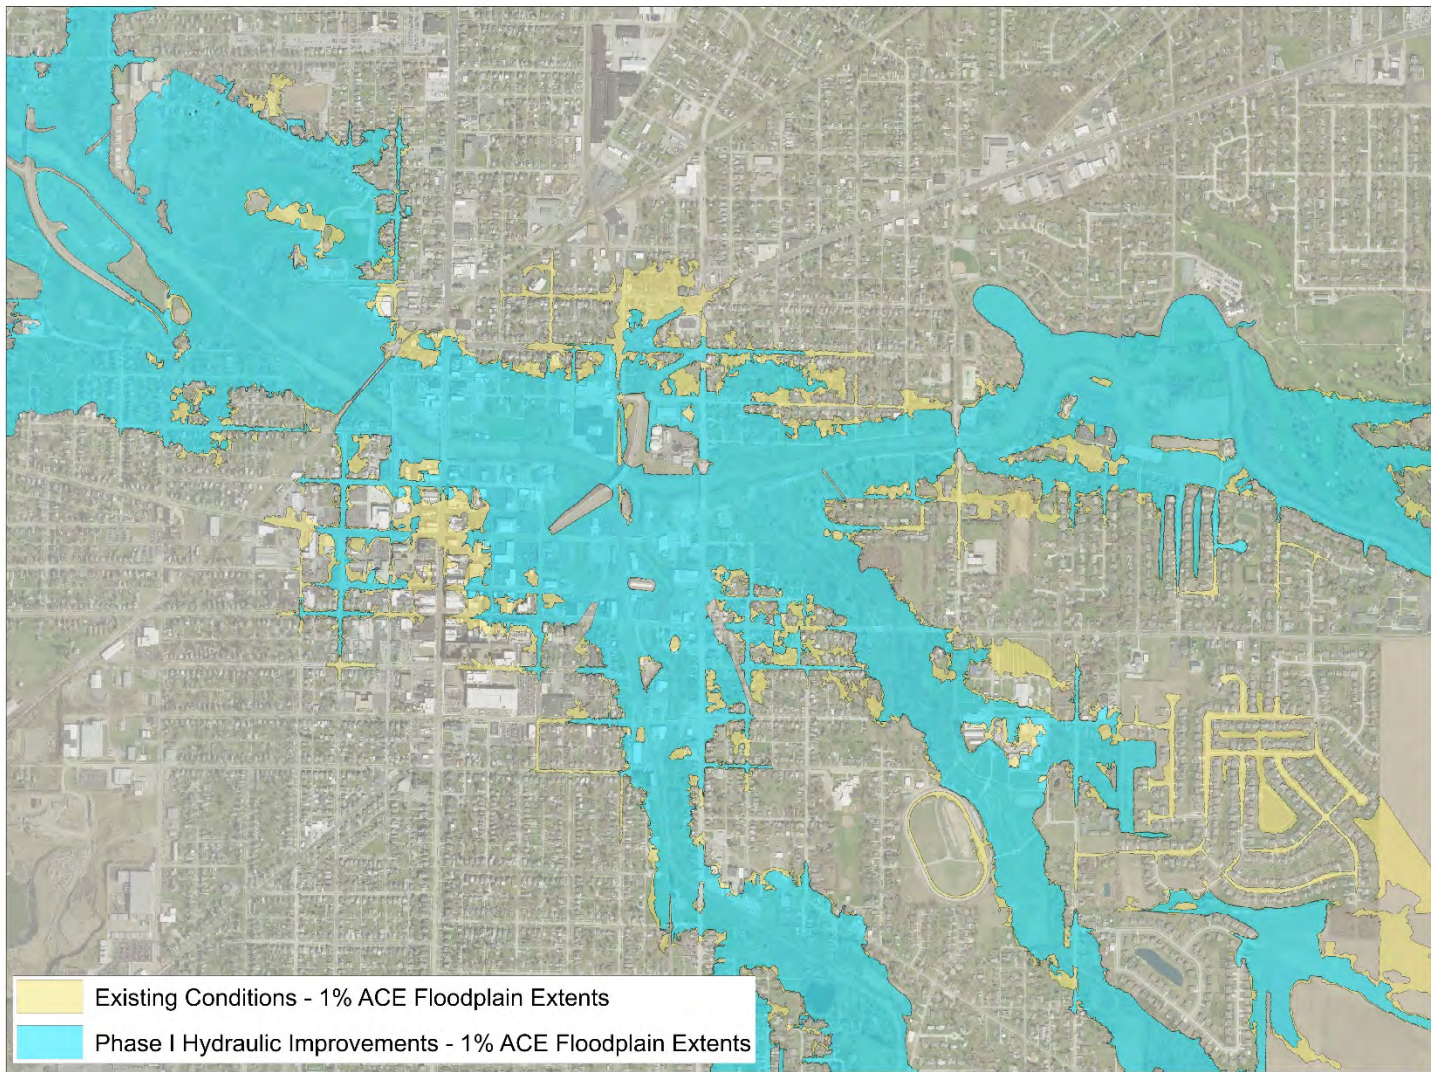 Existing Conditions - 1% ACE Floodplain Extents
Phase I Hydraulic Improvements - 1% ACE Floodplain Extents